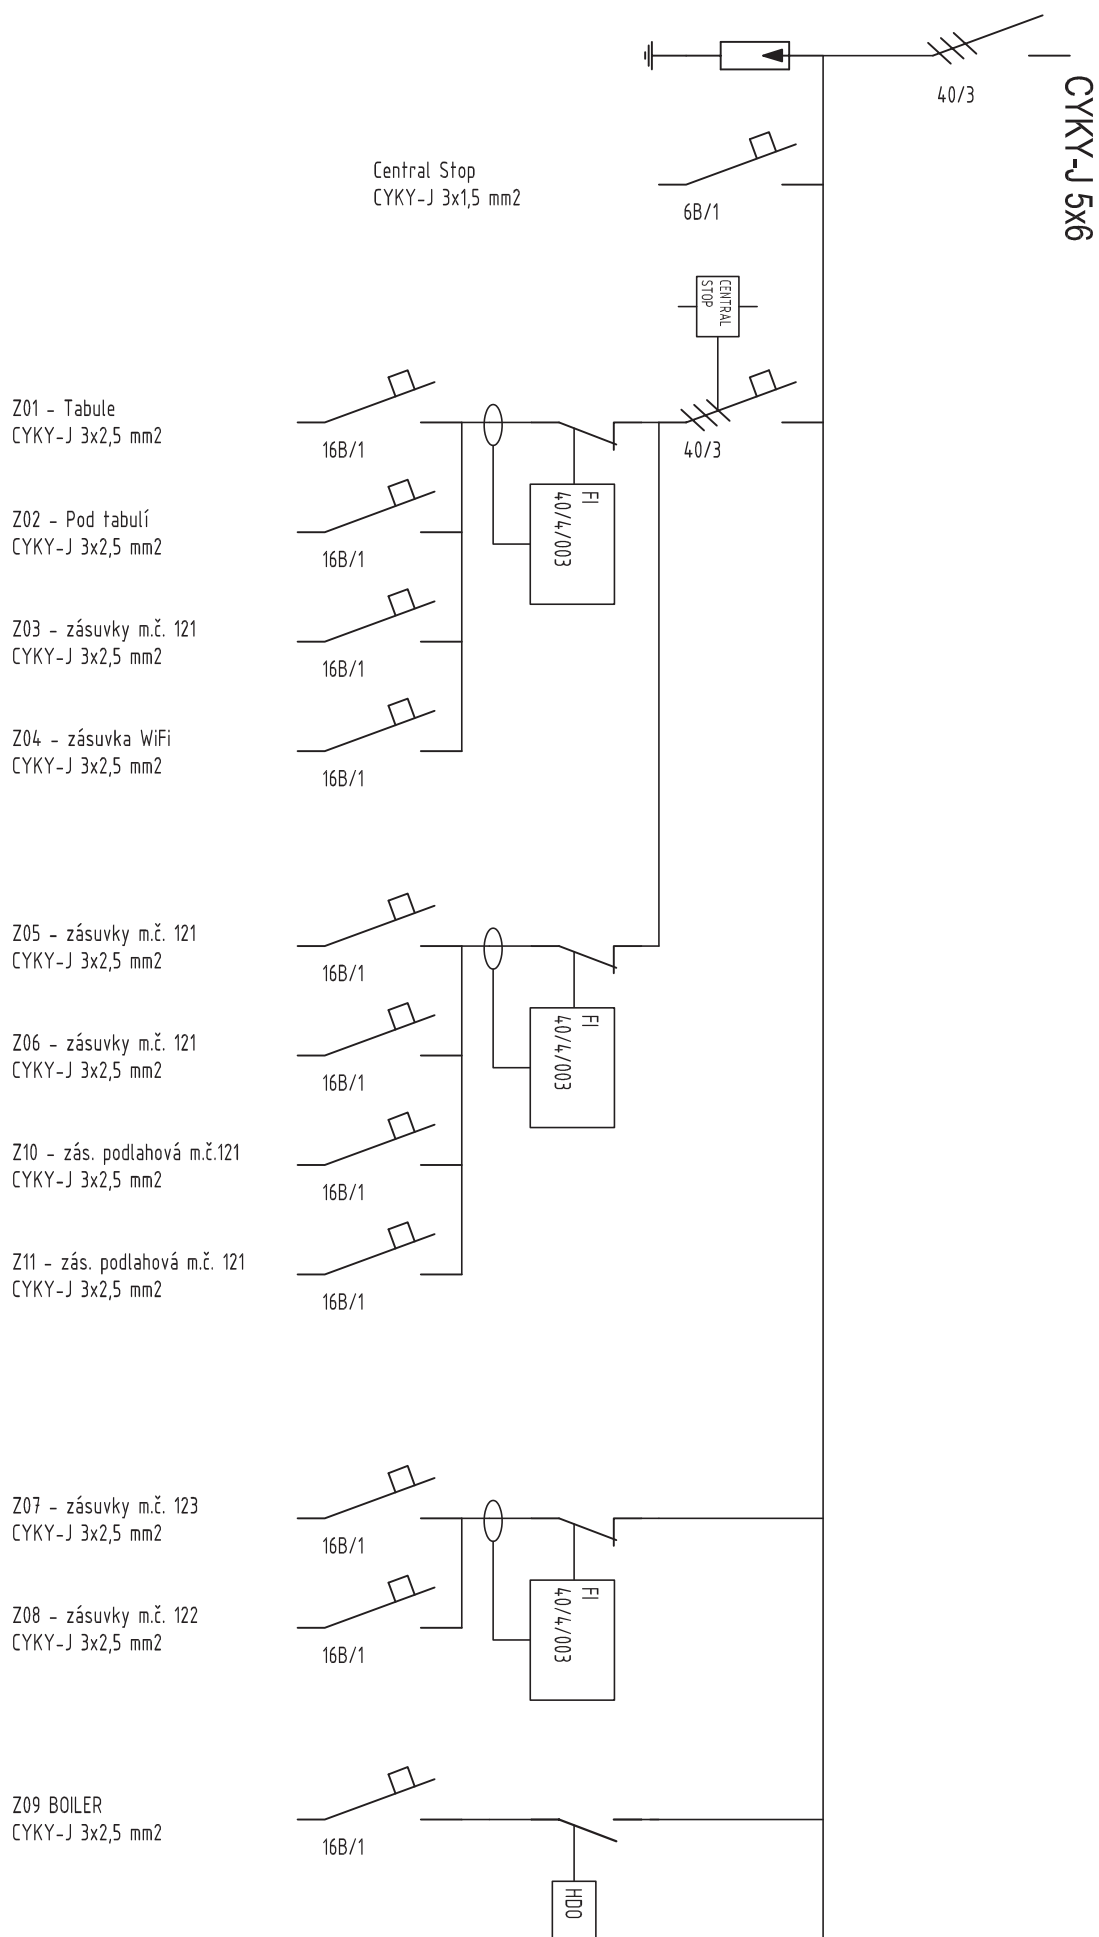 CYKY-J 5x6
40/3
Central Stop
CYKY-J 3x1,5 mm2
6B/1
CENTRAL
STOP
40/3
Z01 - Tabule
CYKY-J 3x2,5 mm2
16B/1
FI
40/4/003
Z02 - Pod tabulí
CYKY-J 3x2,5 mm2
16B/1
Z03 - zásuvky m.č. 121
CYKY-J 3x2,5 mm2
16B/1
Z04 - zásuvka WiFi
CYKY-J 3x2,5 mm2
16B/1
Z05 - zásuvky m.č. 121
CYKY-J 3x2,5 mm2
16B/1
FI
40/4/003
Z06 - zásuvky m.č. 121
CYKY-J 3x2,5 mm2
16B/1
Z10 - zás. podlahová m.č.121
CYKY-J 3x2,5 mm2
16B/1
Z11 - zás. podlahová m.č. 121
CYKY-J 3x2,5 mm2
16B/1
Z07 - zásuvky m.č. 123
CYKY-J 3x2,5 mm2
16B/1
FI
40/4/003
Z08 - zásuvky m.č. 122
CYKY-J 3x2,5 mm2
16B/1
Z09 BOILER
CYKY-J 3x2,5 mm2
16B/1
HDO